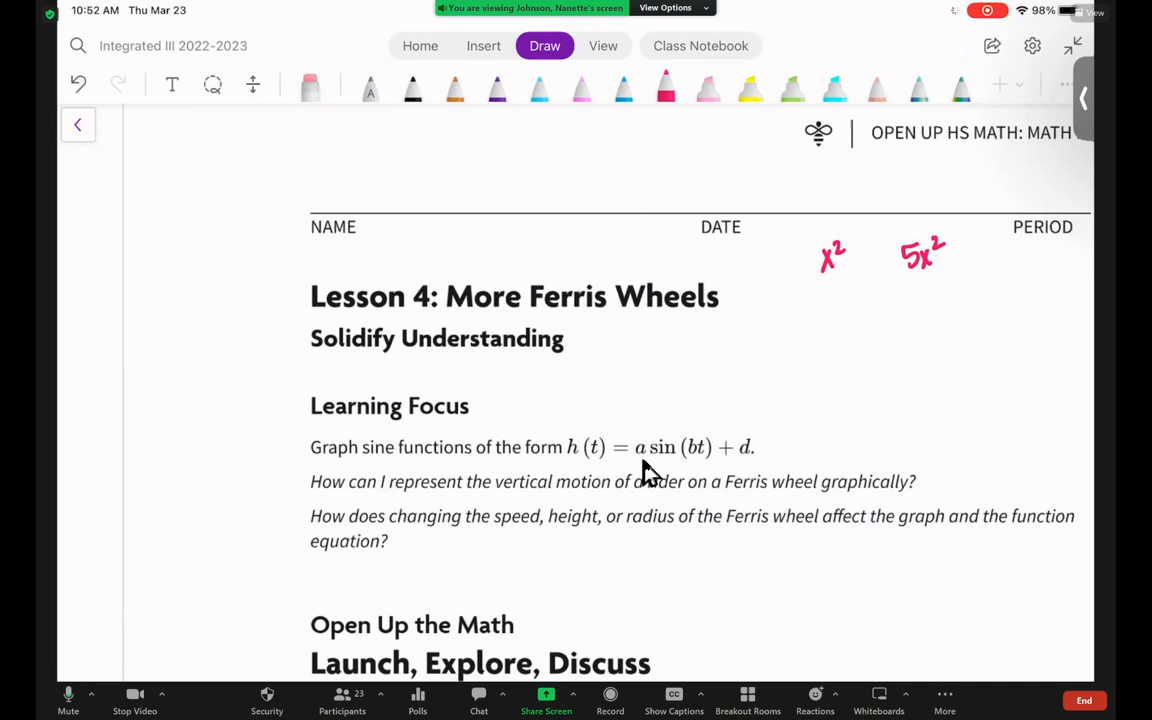 10:52 AM Thu Mar 23
You are viewing Johnson, Nanette's screen
View Options
98%
View
Integrated III 2022-2023
Home Insert Draw View Class Notebook
T
A
OPEN UP HS MATH: MATH
NAME DATE PERIOD
x² 5x²
Lesson 4: More Ferris Wheels
Solidify Understanding
Learning Focus
Graph sine functions of the form h (t) = a sin (bt) + d.
How can I represent the vertical motion of a rider on a Ferris wheel graphically?
How does changing the speed, height, or radius of the Ferris wheel affect the graph and the function
equation?
Open Up the Math
Launch, Explore, Discuss
23
CC
Mute Stop Video Security Participants Polls Chat Share Screen Record Show Captions Breakout Rooms Reactions Whiteboards More End